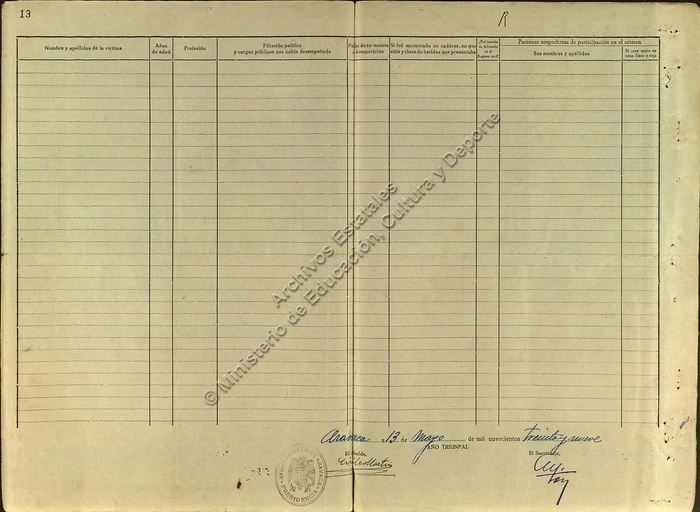 13
R
Nombre y apellidos de la víctima
Años de edad
Profesión
Filiación política y cargos públicos que había desempeñado
Fecha de su muerte o desaparición
Si fué encontrado su cadáver, en qué sitio y clase de heridas que presentaba
Personas sospechosas de participación en el crimen
Sus nombres y apellidos
Archivos Estatales
© Ministerio de Educación, Cultura y Deporte
Aravaca a 13 de Mayo de mil novecientos treinta y nueve
AÑO TRIUNFAL
El Alcalde,
El Secretario,
PRESIDENCIA